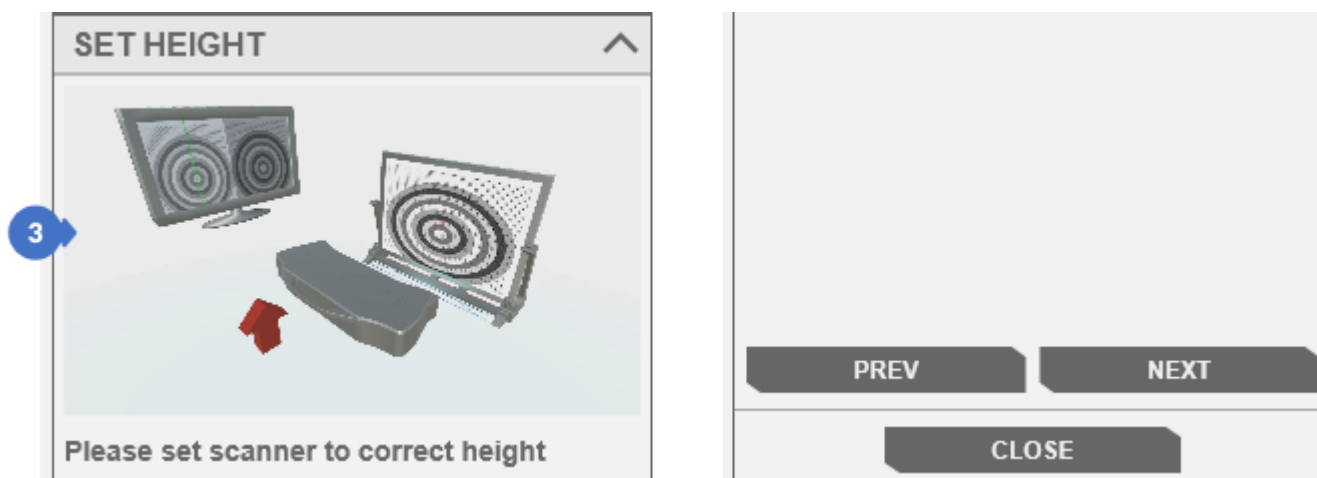 SET HEIGHT
3
Please set scanner to correct height
PREV
NEXT
CLOSE